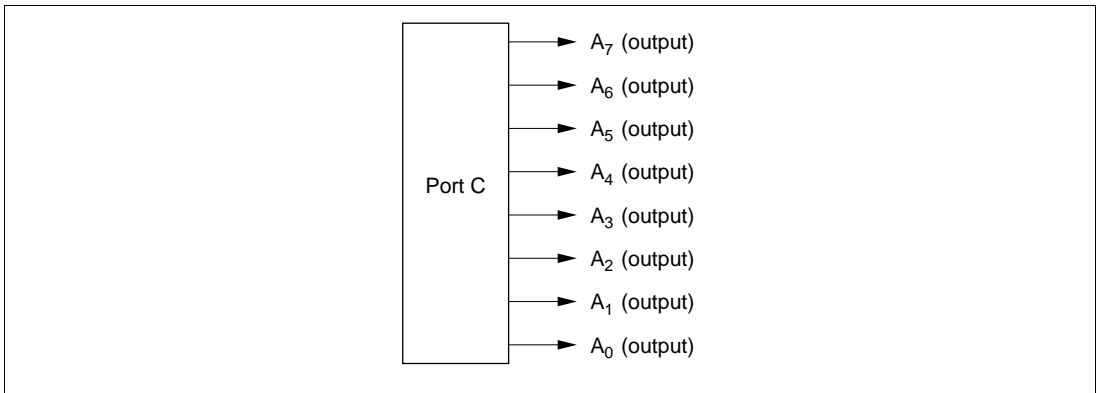 A7 (output)
A6 (output)
A5 (output)
A4 (output)
Port C
A3 (output)
A2 (output)
A1 (output)
A0 (output)